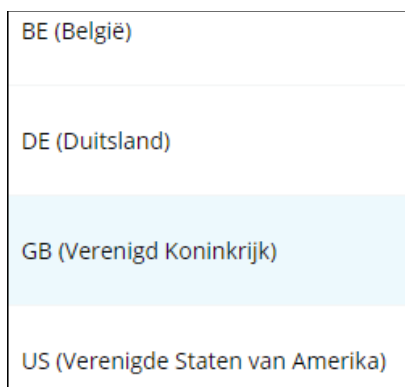 BE (België)
DE (Duitsland)
GB (Verenigd Koninkrijk)
US (Verenigde Staten van Amerika)